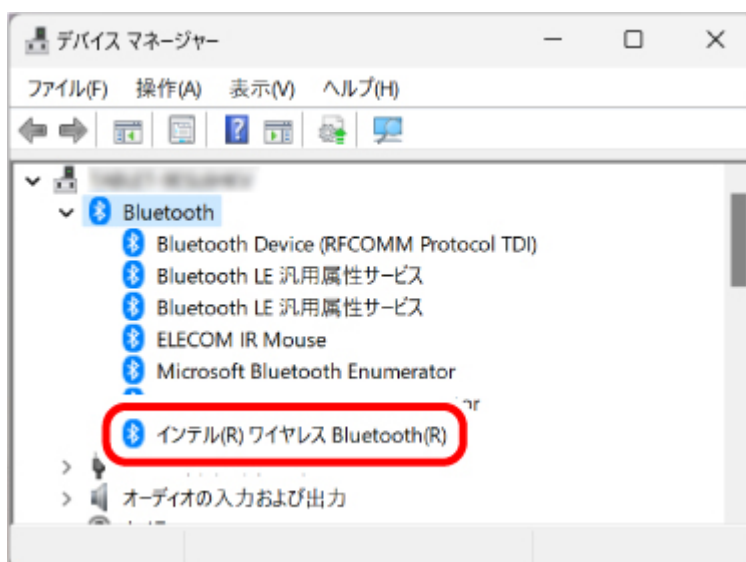 デバイス マネージャー
ファイル(F) 操作(A) 表示(V) ヘルプ(H)
Bluetooth
Bluetooth Device (RFCOMM Protocol TDI)
Bluetooth LE 汎用属性サービス
Bluetooth LE 汎用属性サービス
ELECOM IR Mouse
Microsoft Bluetooth Enumerator
インテル(R) ワイヤレス Bluetooth(R)
オーディオの入力および出力